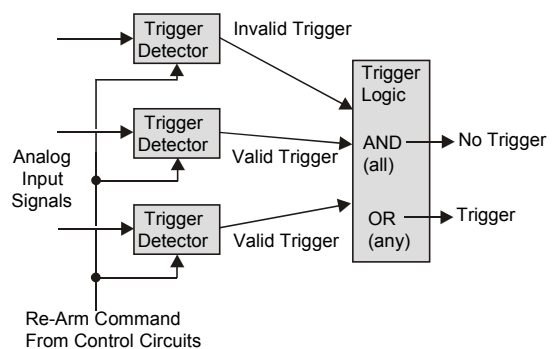 Trigger
Detector
Invalid Trigger
Trigger
Logic
Trigger
Detector
Valid Trigger
AND
(all)
No Trigger
Analog
Input
Signals
Trigger
Detector
Valid Trigger
OR
(any)
Trigger
Re-Arm Command
From Control Circuits